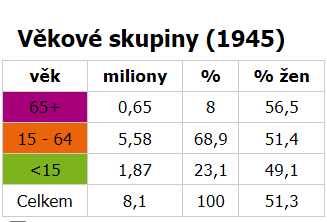 Věkové skupiny (1945)
věk miliony % % žen
65+ 0,65 8 56,5
15 - 64 5,58 68,9 51,4
<15 1,87 23,1 49,1
Celkem 8,1 100 51,3